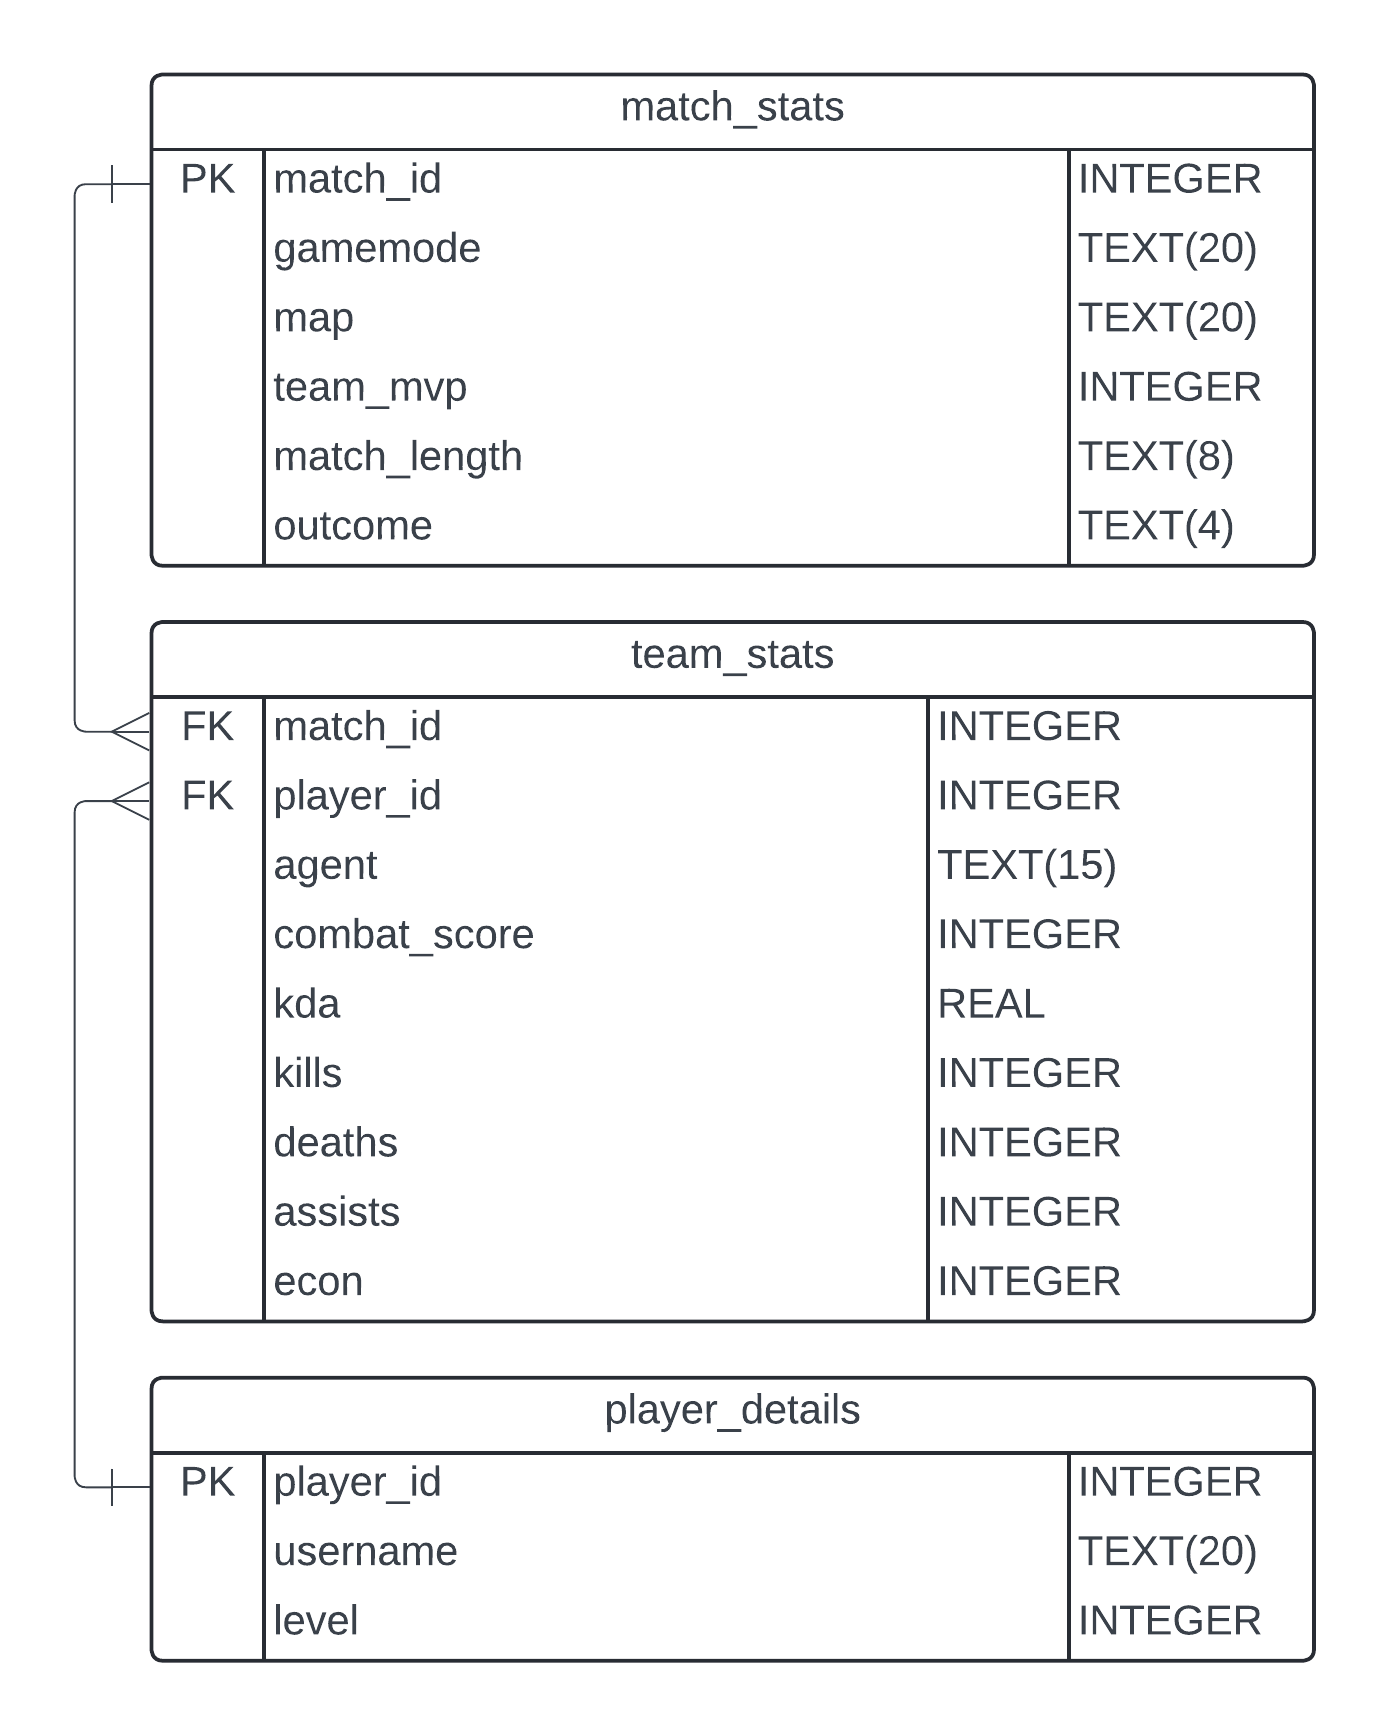 match_stats
PK match_id INTEGER
gamemode TEXT(20)
map TEXT(20)
team_mvp INTEGER
match_length TEXT(8)
outcome TEXT(4)
team_stats
FK match_id INTEGER
FK player_id INTEGER
agent TEXT(15)
combat_score INTEGER
kda REAL
kills INTEGER
deaths INTEGER
assists INTEGER
econ INTEGER
player_details
PK player_id INTEGER
username TEXT(20)
level INTEGER